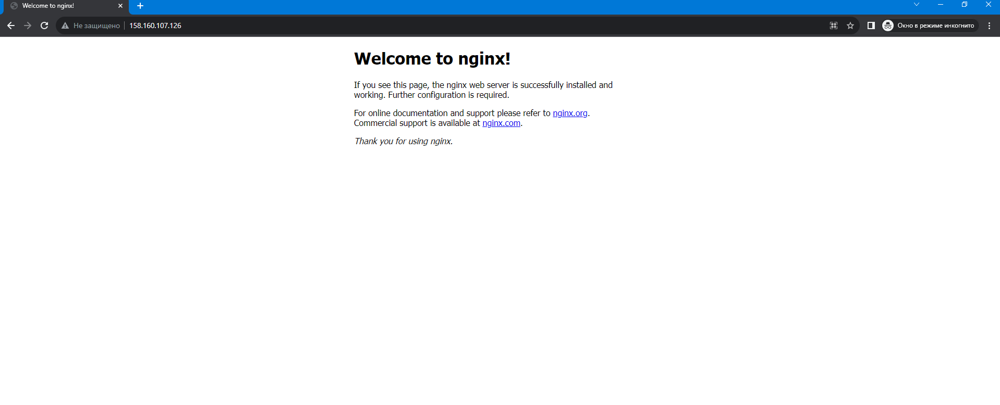 Welcome to nginx!
Не защищено
158.160.107.126
Окно в режиме инкогнито
Welcome to nginx!
If you see this page, the nginx web server is successfully installed and
working. Further configuration is required.
For online documentation and support please refer to nginx.org.
Commercial support is available at nginx.com.
Thank you for using nginx.